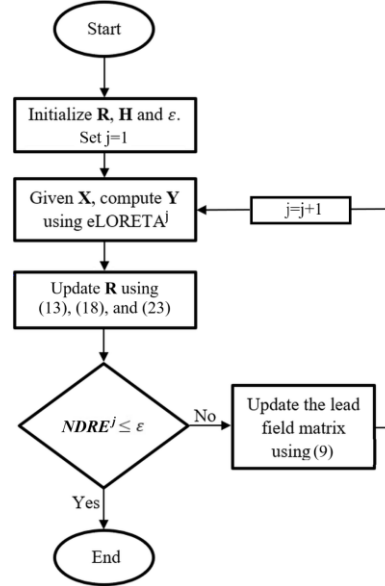 Start
Initialize R, H and ε.
Set j=1
Given X, compute Y
using eLORETA^j
j=j+1
Update R using
(13), (18), and (23)
NDRE^j ≤ ε
No
Update the lead
field matrix
using (9)
Yes
End